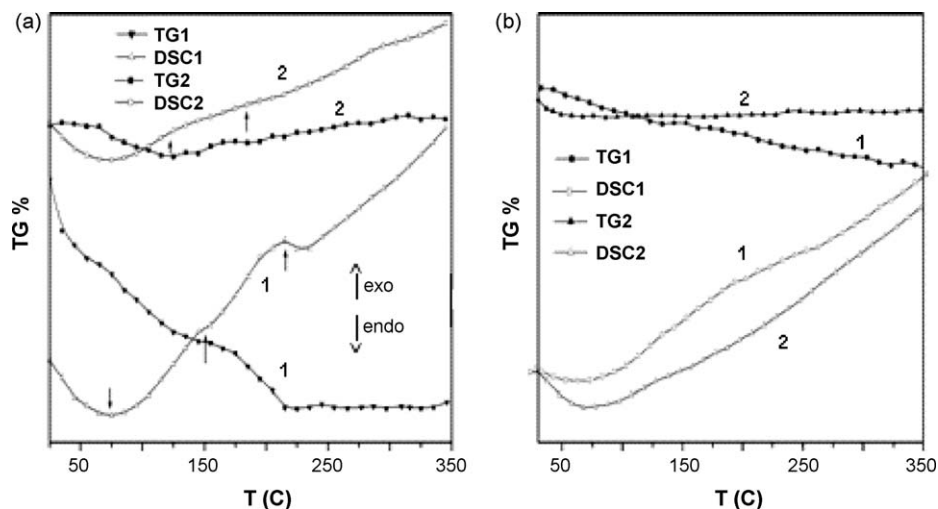 (a)
TG1
DSC1
TG2
DSC2
2
2
1
1
exo
endo
TG %
50
150
250
350
T (C)
(b)
2
1
TG1
DSC1
TG2
DSC2
1
2
TG %
50
150
250
350
T (C)